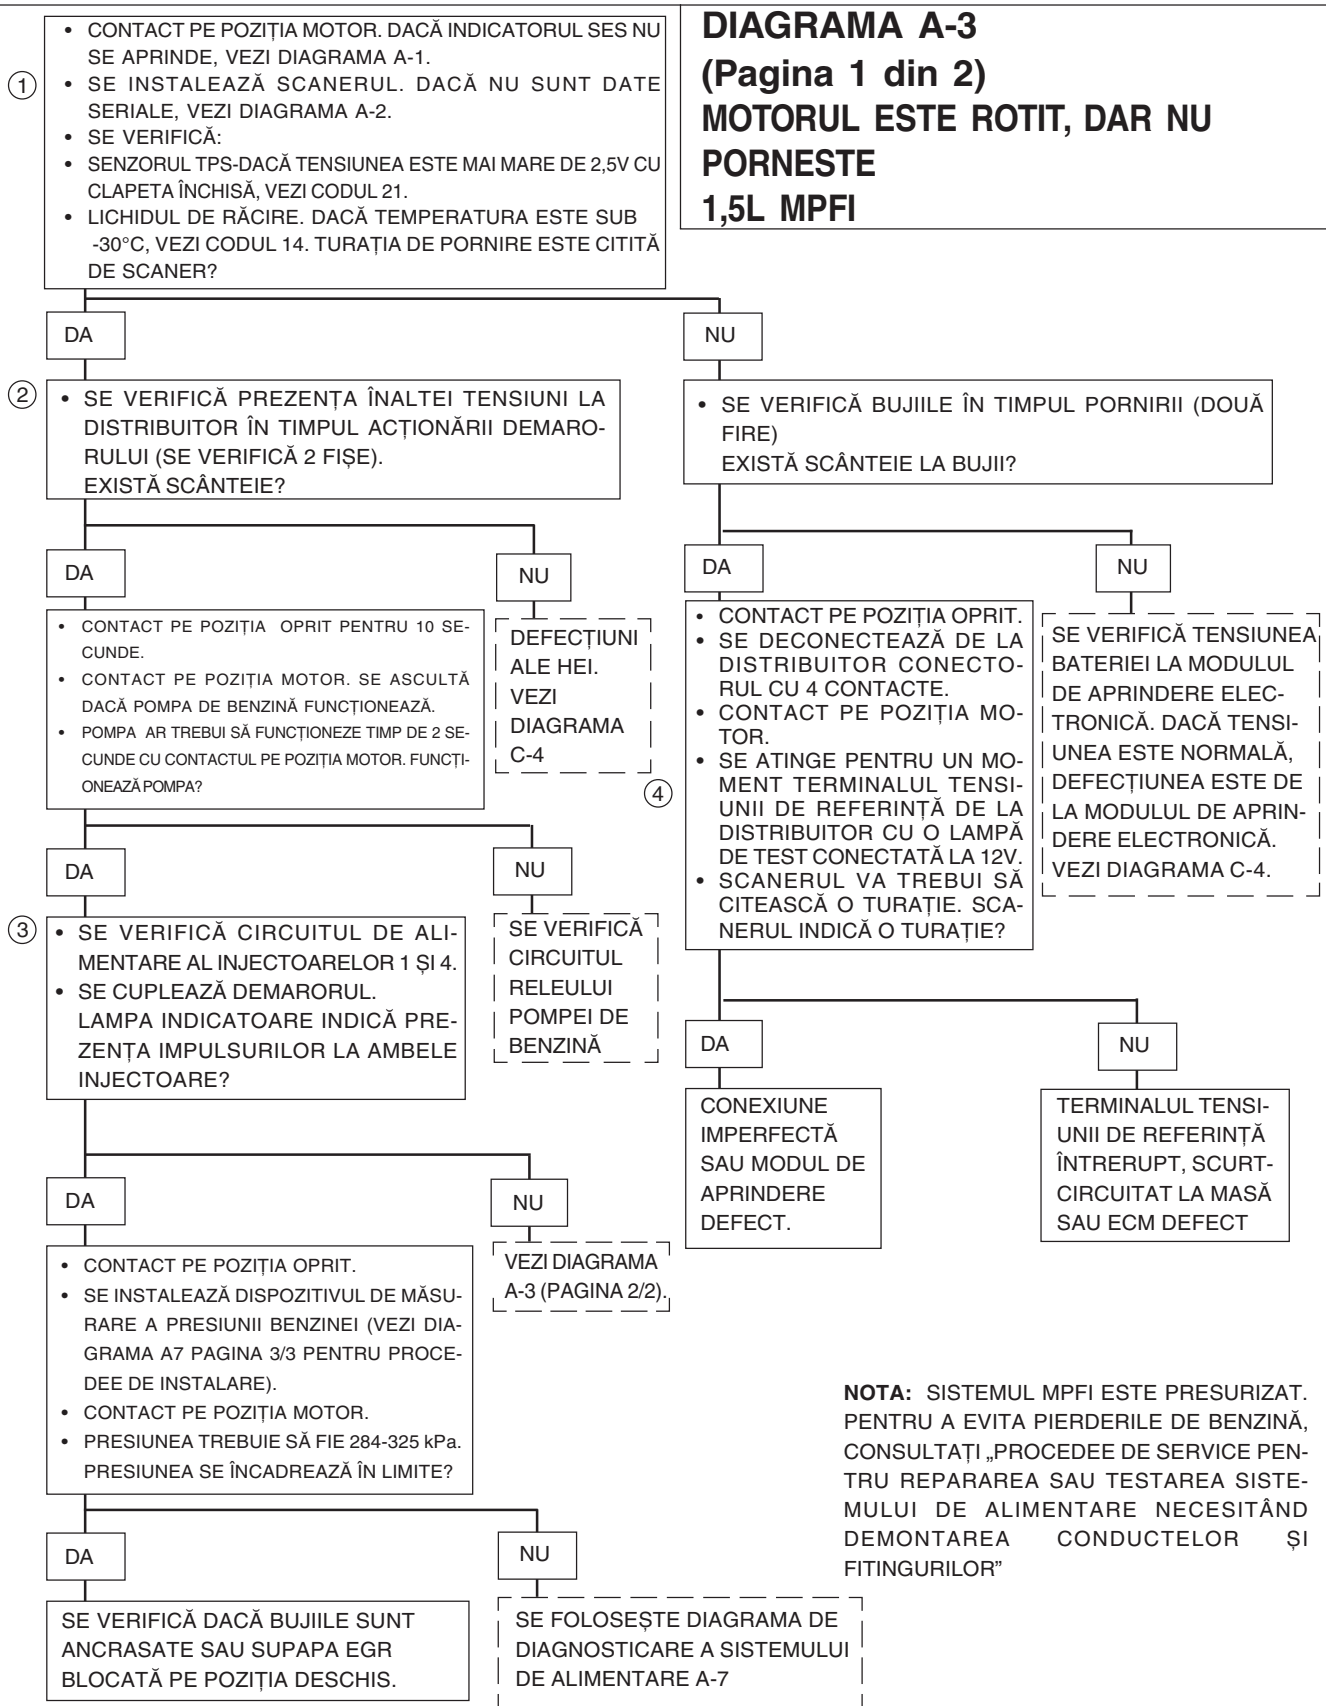 DIAGRAMA A-3
(Pagina 1 din 2)
MOTORUL ESTE ROTIT, DAR NU
PORNESTE
1,5L MPFI
1
• CONTACT PE POZIȚIA MOTOR. DACĂ INDICATORUL SES NU
SE APRINDE, VEZI DIAGRAMA A-1.
• SE INSTALEAZĂ SCANERUL. DACĂ NU SUNT DATE
SERIALE, VEZI DIAGRAMA A-2.
• SE VERIFICĂ:
• SENZORUL TPS-DACĂ TENSIUNEA ESTE MAI MARE DE 2,5V CU
CLAPETA ÎNCHISĂ, VEZI CODUL 21.
• LICHIDUL DE RĂCIRE. DACĂ TEMPERATURA ESTE SUB
-30°C, VEZI CODUL 14. TURAȚIA DE PORNIRE ESTE CITITĂ
DE SCANER?
DA
NU
2
• SE VERIFICĂ PREZENȚA ÎNALTEI TENSIUNI LA
DISTRIBUITOR ÎN TIMPUL ACȚIONĂRII DEMARO-
RULUI (SE VERIFICĂ 2 FIȘE).
EXISTĂ SCÂNTEIE?
• SE VERIFICĂ BUJIILE ÎN TIMPUL PORNIRII (DOUĂ
FIRE)
EXISTĂ SCÂNTEIE LA BUJII?
DA
NU
DA
NU
• CONTACT PE POZIȚIA OPRIT PENTRU 10 SE-
CUNDE.
• CONTACT PE POZIȚIA MOTOR. SE ASCULTĂ
DACĂ POMPA DE BENZINĂ FUNCȚIONEAZĂ.
• POMPA AR TREBUI SĂ FUNCȚIONEZE TIMP DE 2 SE-
CUNDE CU CONTACTUL PE POZIȚIA MOTOR. FUNCȚI-
ONEAZĂ POMPA?
DEFECȚIUNI
ALE HEI.
VEZI
DIAGRAMA
C-4
4
• CONTACT PE POZIȚIA OPRIT.
• SE DECONECTEAZĂ DE LA
DISTRIBUITOR CONECTO-
RUL CU 4 CONTACTE.
• CONTACT PE POZIȚIA MO-
TOR.
• SE ATINGE PENTRU UN MO-
MENT TERMINALUL TENSI-
UNII DE REFERINȚĂ DE LA
DISTRIBUITOR CU O LAMPĂ
DE TEST CONECTATĂ LA 12V.
• SCANERUL VA TREBUI SĂ
CITEASCĂ O TURAȚIE. SCA-
NERUL INDICĂ O TURAȚIE?
SE VERIFICĂ TENSIUNEA
BATERIEI LA MODULUL
DE APRINDERE ELEC-
TRONICĂ. DACĂ TENSI-
UNEA ESTE NORMALĂ,
DEFECȚIUNEA ESTE DE
LA MODULUL DE APRIN-
DERE ELECTRONICĂ.
VEZI DIAGRAMA C-4.
DA
NU
3
• SE VERIFICĂ CIRCUITUL DE ALI-
MENTARE AL INJECTOARELOR 1 ȘI 4.
• SE CUPLEAZĂ DEMARORUL.
LAMPA INDICATOARE INDICĂ PRE-
ZENȚA IMPULSURILOR LA AMBELE
INJECTOARE?
SE VERIFICĂ
CIRCUITUL
RELEULUI
POMPEI DE
BENZINĂ
DA
NU
CONEXIUNE
IMPERFECTĂ
SAU MODUL DE
APRINDERE
DEFECT.
TERMINALUL TENSI-
UNII DE REFERINȚĂ
ÎNTRERUPT, SCURT-
CIRCUITAT LA MASĂ
SAU ECM DEFECT
DA
NU
• CONTACT PE POZIȚIA OPRIT.
• SE INSTALEAZĂ DISPOZITIVUL DE MĂSU-
RARE A PRESIUNII BENZINEI (VEZI DIA-
GRAMA A7 PAGINA 3/3 PENTRU PROCE-
DEE DE INSTALARE).
• CONTACT PE POZIȚIA MOTOR.
• PRESIUNEA TREBUIE SĂ FIE 284-325 kPa.
PRESIUNEA SE ÎNCADREAZĂ ÎN LIMITE?
VEZI DIAGRAMA
A-3 (PAGINA 2/2).
NOTA: SISTEMUL MPFI ESTE PRESURIZAT.
PENTRU A EVITA PIERDERILE DE BENZINĂ,
CONSULTAȚI „PROCEDEE DE SERVICE PEN-
TRU REPARAREA SAU TESTAREA SISTE-
MULUI DE ALIMENTARE NECESITÂND
DEMONTAREA CONDUCTELOR ȘI
FITINGURILOR”
DA
NU
SE VERIFICĂ DACĂ BUJIILE SUNT
ANCRASATE SAU SUPAPA EGR
BLOCATĂ PE POZIȚIA DESCHIS.
SE FOLOSEȘTE DIAGRAMA DE
DIAGNOSTICARE A SISTEMULUI
DE ALIMENTARE A-7